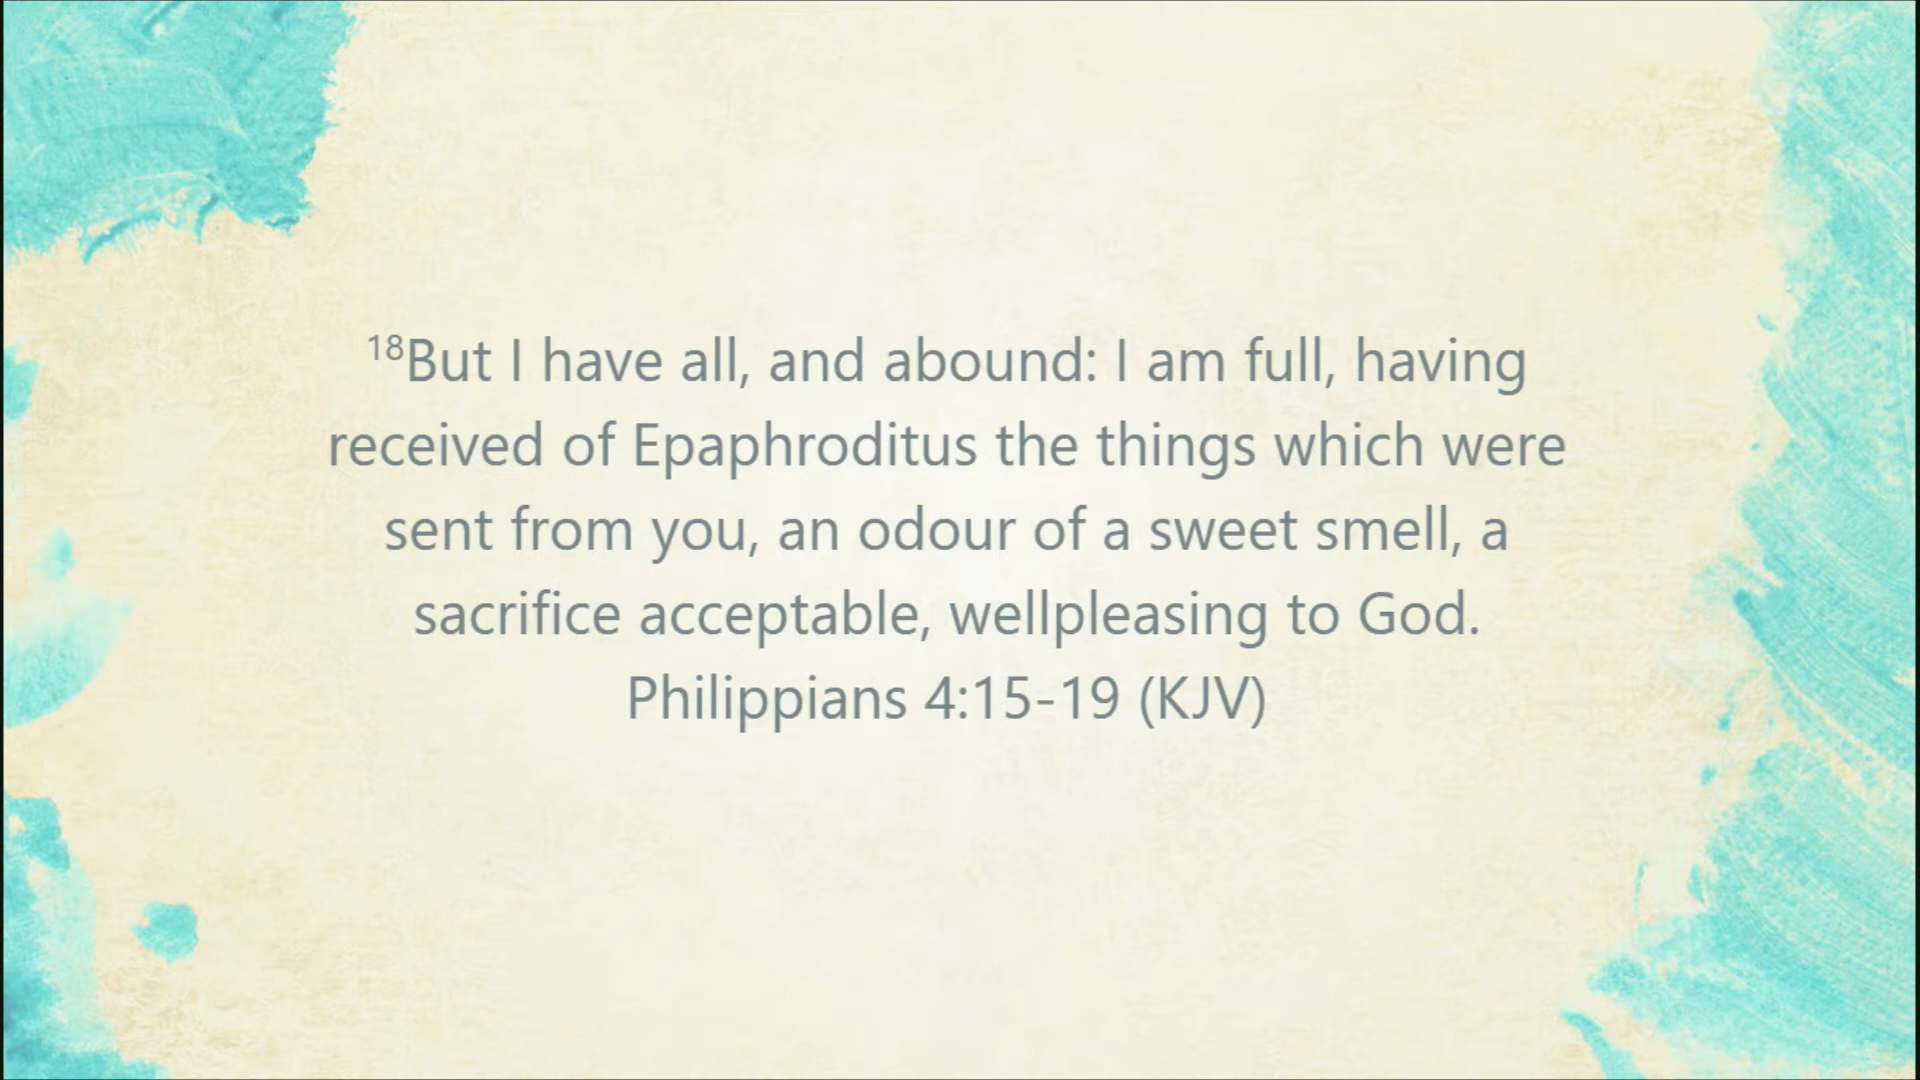 18But I have all, and abound: I am full, having
received of Epaphroditus the things which were
sent from you, an odour of a sweet smell, a
sacrifice acceptable, wellpleasing to God.
Philippians 4:15-19 (KJV)